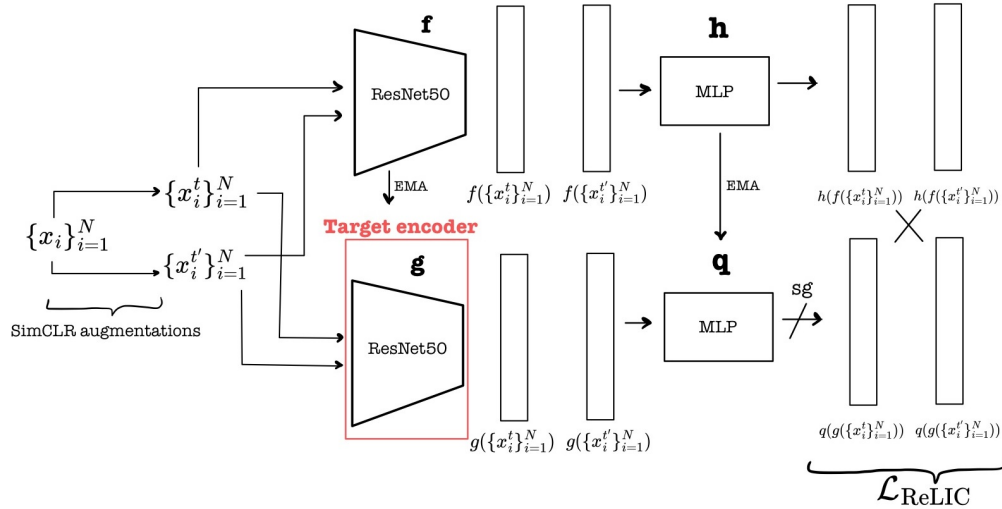 f
ResNet50
h
MLP
EMA
f({x_i^t}_{i=1}^N)
f({x_i^{t'}}_{i=1}^N)
EMA
h(f({x_i^t}_{i=1}^N))
h(f({x_i^{t'}}_{i=1}^N))
{x_i^t}_{i=1}^N
{x_i}_{i=1}^N
{x_i^{t'}}_{i=1}^N
SimCLR augmentations
Target encoder
g
ResNet50
q
MLP
sg
g({x_i^t}_{i=1}^N)
g({x_i^{t'}}_{i=1}^N)
q(g({x_i^t}_{i=1}^N))
q(g({x_i^{t'}}_{i=1}^N))
ℒ_ReLIC